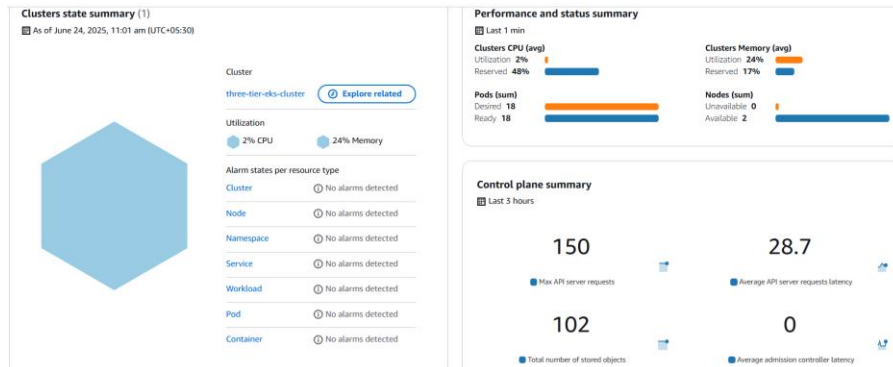 Clusters state summary (1)
As of June 24, 2025, 11:01 am (UTC+05:30)
Cluster
three-tier-eks-cluster
Explore related
Utilization
2% CPU
24% Memory
Alarm states per resource type
Cluster
No alarms detected
Node
No alarms detected
Namespace
No alarms detected
Service
No alarms detected
Workload
No alarms detected
Pod
No alarms detected
Container
No alarms detected
Performance and status summary
Last 1 min
Clusters CPU (avg)
Utilization 2%
Reserved 48%
Clusters Memory (avg)
Utilization 24%
Reserved 17%
Pods (sum)
Desired 18
Ready 18
Nodes (sum)
Unavailable 0
Available 2
Control plane summary
Last 3 hours
150
Max API server requests
28.7
Average API server requests latency
102
Total number of stored objects
0
Average admission controller latency